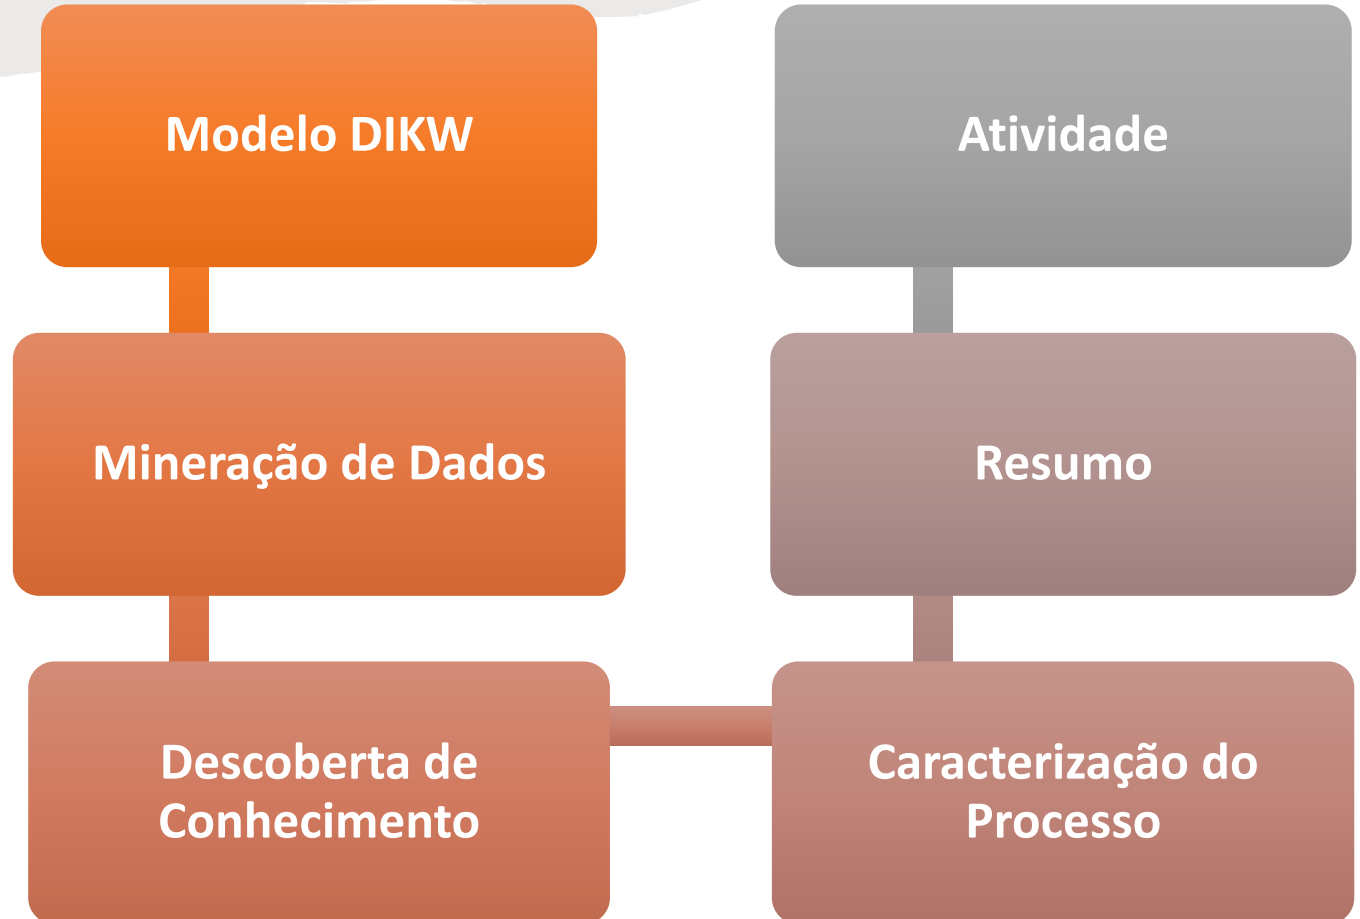 Modelo DIKW
Mineração de Dados
Descoberta de
Conhecimento
Caracterização do
Processo
Resumo
Atividade